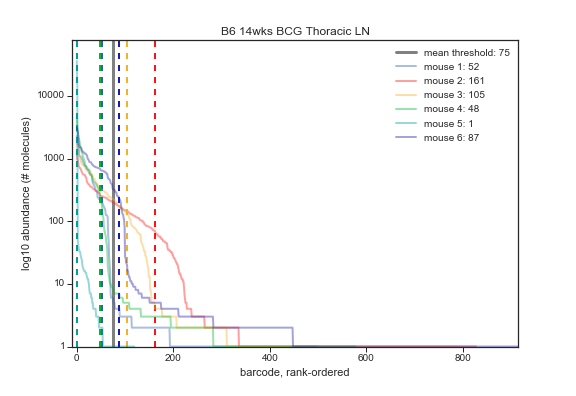 B6 14wks BCG Thoracic LN
log10 abundance (# molecules)
10000
1000
100
10
1
mean threshold: 75
mouse 1: 52
mouse 2: 161
mouse 3: 105
mouse 4: 48
mouse 5: 1
mouse 6: 87
0 200 400 600 800
barcode, rank-ordered